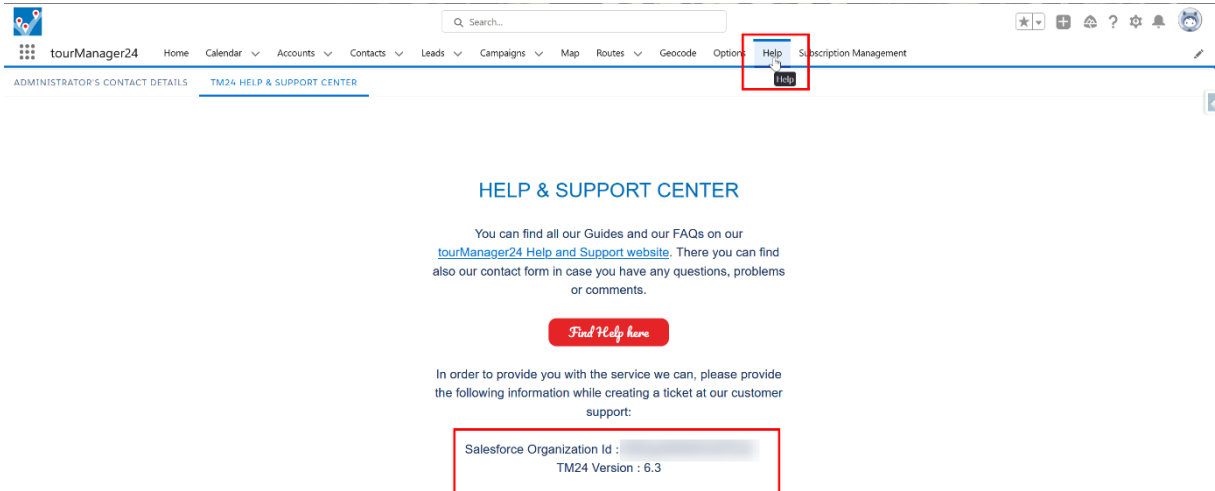 Search...
tourManager24 Home Calendar Accounts Contacts Leads Campaigns Map Routes Geocode Options Help Subscription Management
Help
ADMINISTRATOR'S CONTACT DETAILS TM24 HELP & SUPPORT CENTER
HELP & SUPPORT CENTER
You can find all our Guides and our FAQs on our
tourManager24 Help and Support website. There you can find
also our contact form in case you have any questions, problems
or comments.
Find Help here
In order to provide you with the service we can, please provide
the following information while creating a ticket at our customer
support:
Salesforce Organization Id :
TM24 Version : 6.3